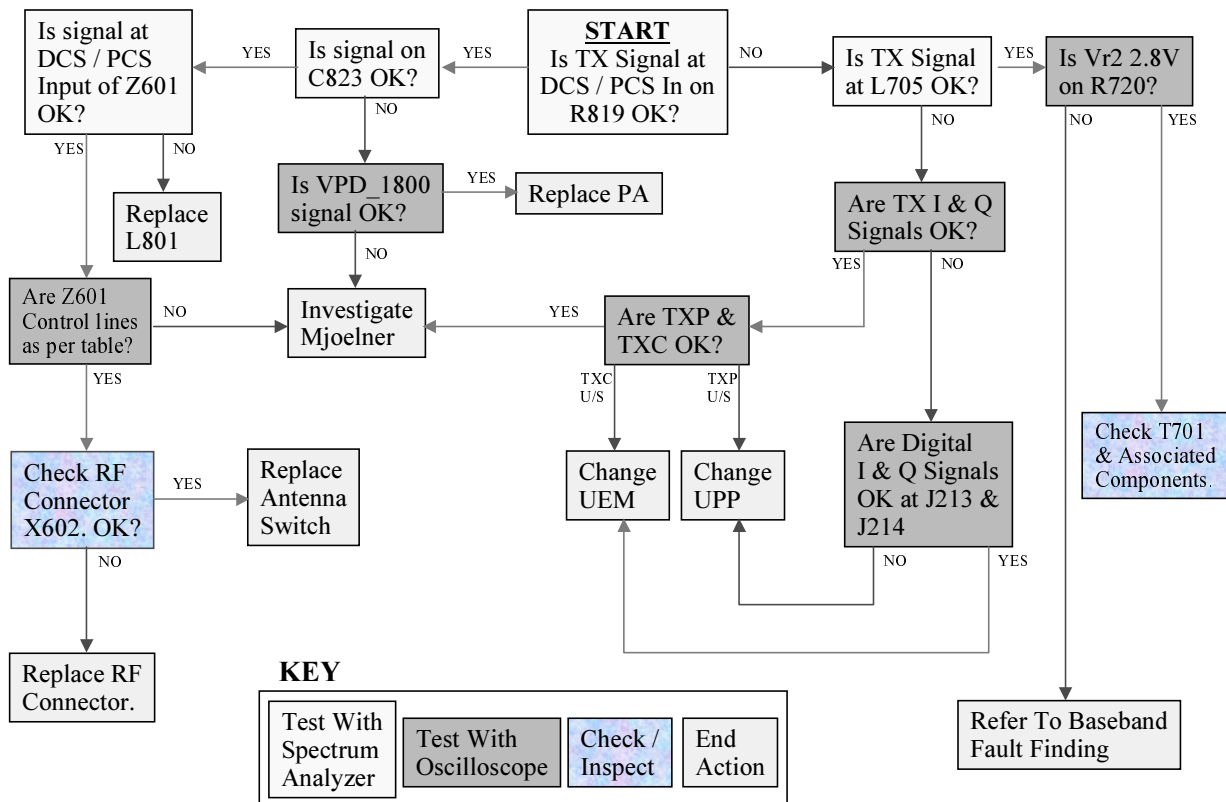 Is signal at
DCS / PCS
Input of Z601
OK?
YES
Is signal on
C823 OK?
YES
START
Is TX Signal at
DCS / PCS In on
R819 OK?
NO
Is TX Signal
at L705 OK?
YES
Is Vr2 2.8V
on R720?
YES
NO
Replace
L801
NO
Is VPD_1800
signal OK?
YES
Replace PA
NO
NO
Are TX I & Q
Signals OK?
NO
YES
YES
NO
Are Z601
Control lines
as per table?
NO
Investigate
Mjoelner
YES
Are TXP &
TXC OK?
YES
TXC
U/S
TXP
U/S
Check RF
Connector
X602. OK?
YES
Replace
Antenna
Switch
Change
UEM
Change
UPP
Are Digital
I & Q Signals
OK at J213 &
J214
Check T701
& Associated
Components.
NO
NO
YES
Replace RF
Connector.
Refer To Baseband
Fault Finding
KEY
Test With
Spectrum
Analyzer
Test With
Oscilloscope
Check /
Inspect
End
Action